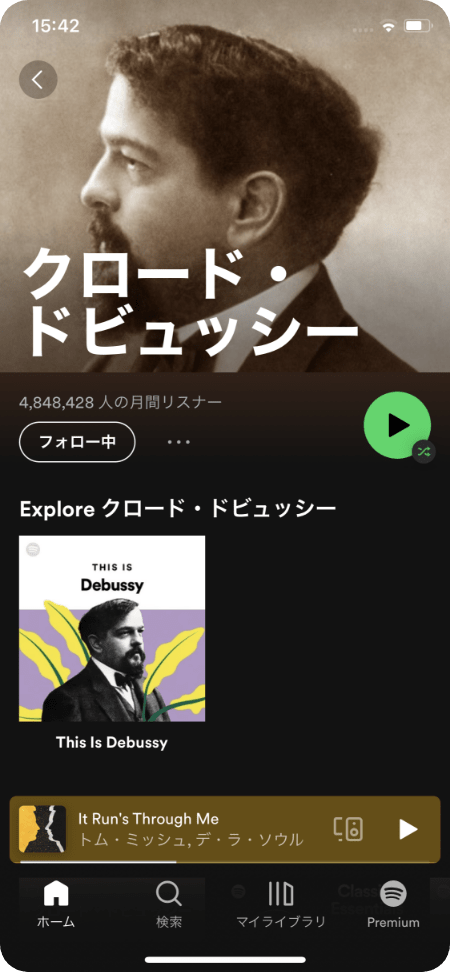 15:42
クロード・
ドビュッシー
4,848,428 人の月間リスナー
フォロー中
Explore クロード・ドビュッシー
THIS IS
Debussy
This Is Debussy
It Run's Through Me
トム・ミッシュ, デ・ラ・ソウル
ホーム
検索
マイライブラリ
Premium